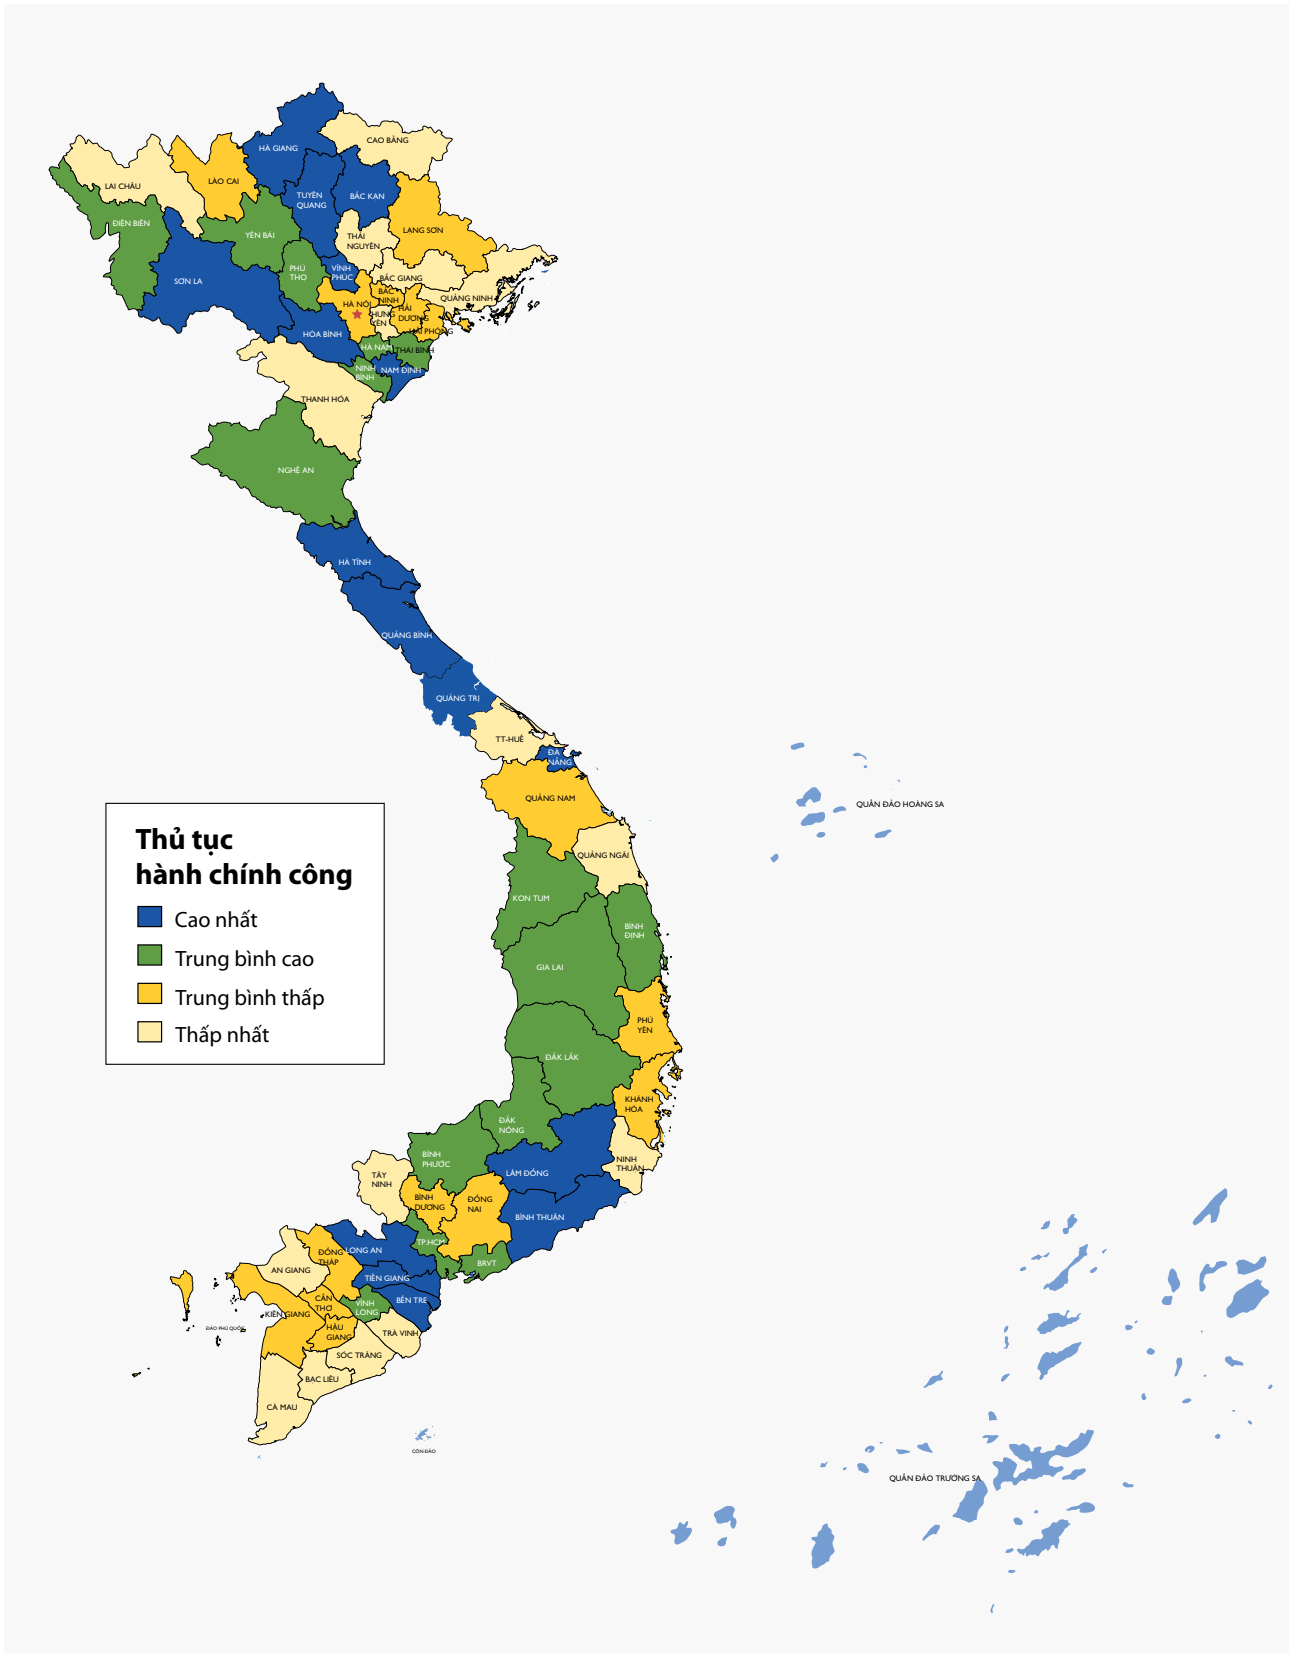 HÀ GIANG
CAO BẰNG
LAI CHÂU
LÀO CAI
TUYÊN
QUANG
BẮC KẠN
ĐIỆN BIÊN
YÊN BÁI
THÁI
NGUYÊN
LẠNG SƠN
SƠN LA
PHÚ
THỌ
VĨNH
PHÚC
BẮC GIANG
QUẢNG NINH
HÀ NỘI
BẮC
NINH
HƯNG
YÊN
HẢI
DƯƠNG
HẢI PHÒNG
HÒA BÌNH
HÀ NAM
THÁI BÌNH
NINH
BÌNH
NAM ĐỊNH
THANH HÓA
NGHỆ AN
HÀ TĨNH
QUẢNG BÌNH
QUẢNG TRỊ
TT-HUẾ
ĐÀ
NẴNG
QUẢNG NAM
QUẦN ĐẢO HOÀNG SA
QUẢNG NGÃI
Thủ tục
hành chính công
Cao nhất
Trung bình cao
Trung bình thấp
Thấp nhất
KON TUM
BÌNH
ĐỊNH
GIA LAI
PHÚ
YÊN
ĐẮK LẮK
KHÁNH
HÒA
ĐẮK
NÔNG
BÌNH
PHƯỚC
LÂM ĐỒNG
NINH
THUẬN
TÂY
NINH
BÌNH
DƯƠNG
ĐỒNG
NAI
BÌNH THUẬN
TP.HCM
BRVT
LONG AN
ĐỒNG
THÁP
AN GIANG
TIỀN GIANG
BẾN TRE
VĨNH
LONG
CẦN
THƠ
KIÊN GIANG
HẬU
GIANG
TRÀ VINH
ĐẢO PHÚ QUỐC
SÓC TRĂNG
BẠC LIÊU
CÀ MAU
CÔN ĐẢO
QUẦN ĐẢO TRƯỜNG SA